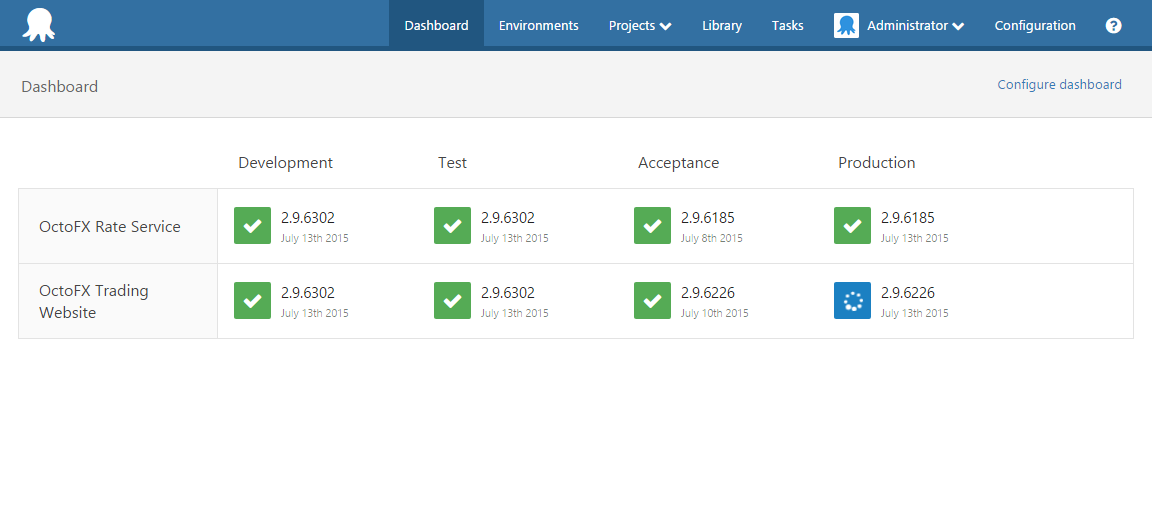 Dashboard Environments Projects Library Tasks Administrator Configuration ?
Dashboard Configure dashboard
Development Test Acceptance Production
OctoFX Rate Service
2.9.6302 2.9.6302 2.9.6185 2.9.6185
July 13th 2015 July 13th 2015 July 8th 2015 July 13th 2015
OctoFX Trading
Website
2.9.6302 2.9.6302 2.9.6226 2.9.6226
July 13th 2015 July 13th 2015 July 10th 2015 July 13th 2015